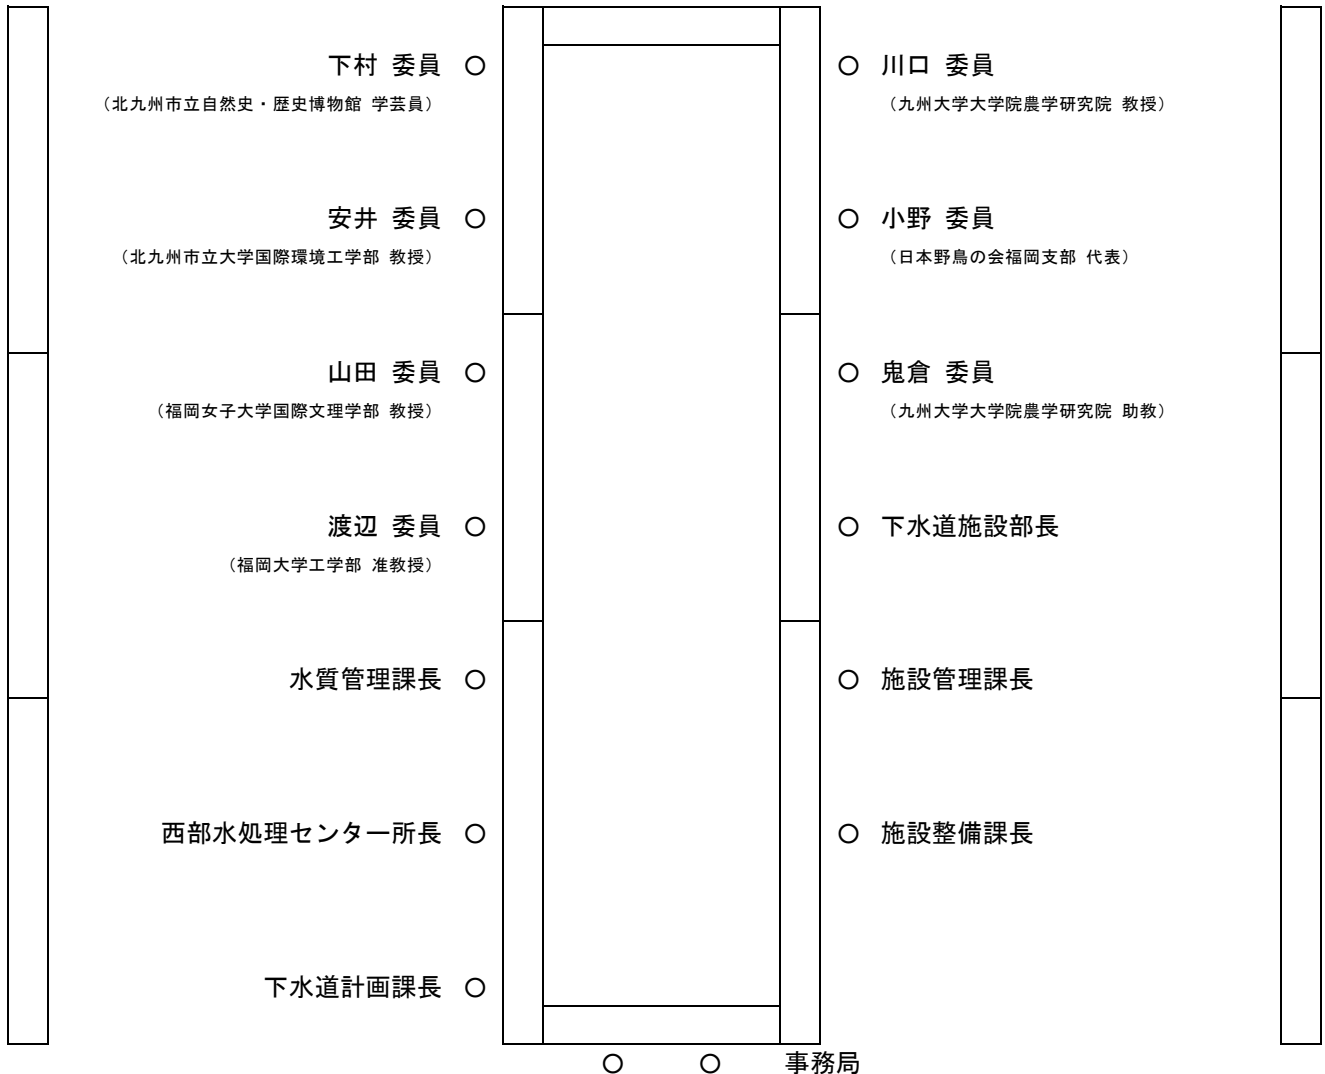 下村 委員 ○
（北九州市立自然史・歴史博物館 学芸員）
安井 委員 ○
（北九州市立大学国際環境工学部 教授）
山田 委員 ○
（福岡女子大学国際文理学部 教授）
渡辺 委員 ○
（福岡大学工学部 准教授）
水質管理課長 ○
西部水処理センター所長 ○
下水道計画課長 ○
○ 川口 委員
（九州大学大学院農学研究院 教授）
○ 小野 委員
（日本野鳥の会福岡支部 代表）
○ 鬼倉 委員
（九州大学大学院農学研究院 助教）
○ 下水道施設部長
○ 施設管理課長
○ 施設整備課長
○ ○ 事務局